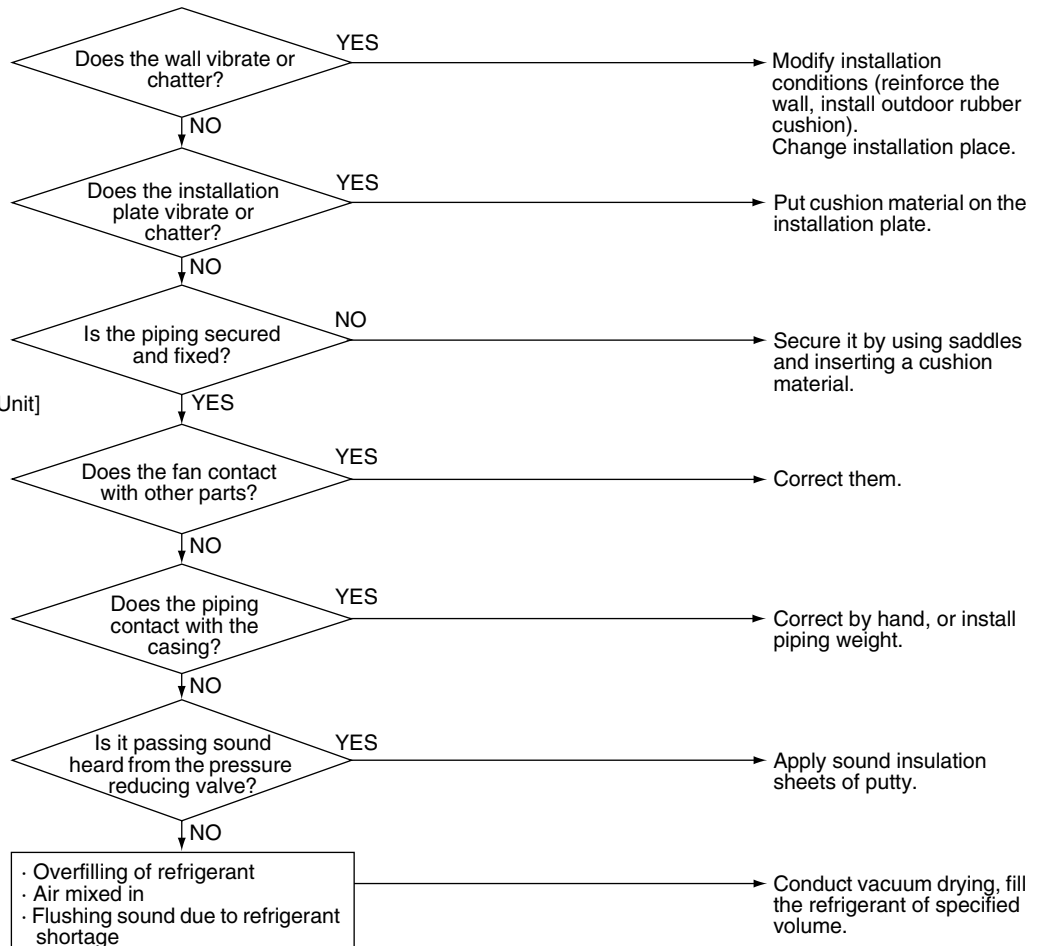 Does the wall vibrate or
chatter?
YES
Modify installation
conditions (reinforce the
wall, install outdoor rubber
cushion).
Change installation place.
NO
Does the installation
plate vibrate or
chatter?
YES
Put cushion material on the
installation plate.
NO
Is the piping secured
and fixed?
NO
Secure it by using saddles
and inserting a cushion
material.
Unit]
YES
Does the fan contact
with other parts?
YES
Correct them.
NO
Does the piping
contact with the
casing?
YES
Correct by hand, or install
piping weight.
NO
Is it passing sound
heard from the pressure
reducing valve?
YES
Apply sound insulation
sheets of putty.
NO
· Overfilling of refrigerant
· Air mixed in
· Flushing sound due to refrigerant
shortage
Conduct vacuum drying, fill
the refrigerant of specified
volume.